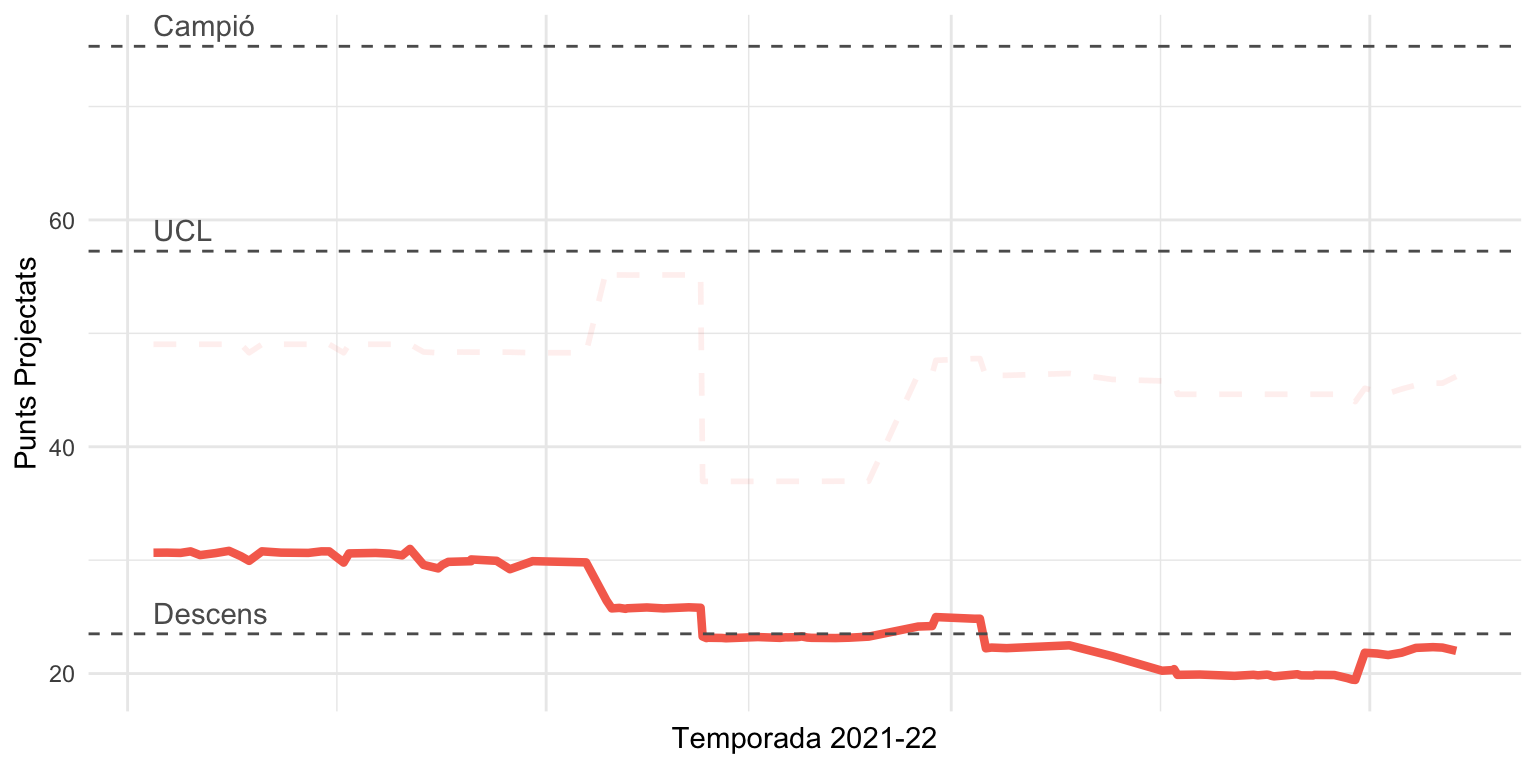 Campió
60
UCL
Punts Projectats
40
Descens
20
Temporada 2021-22